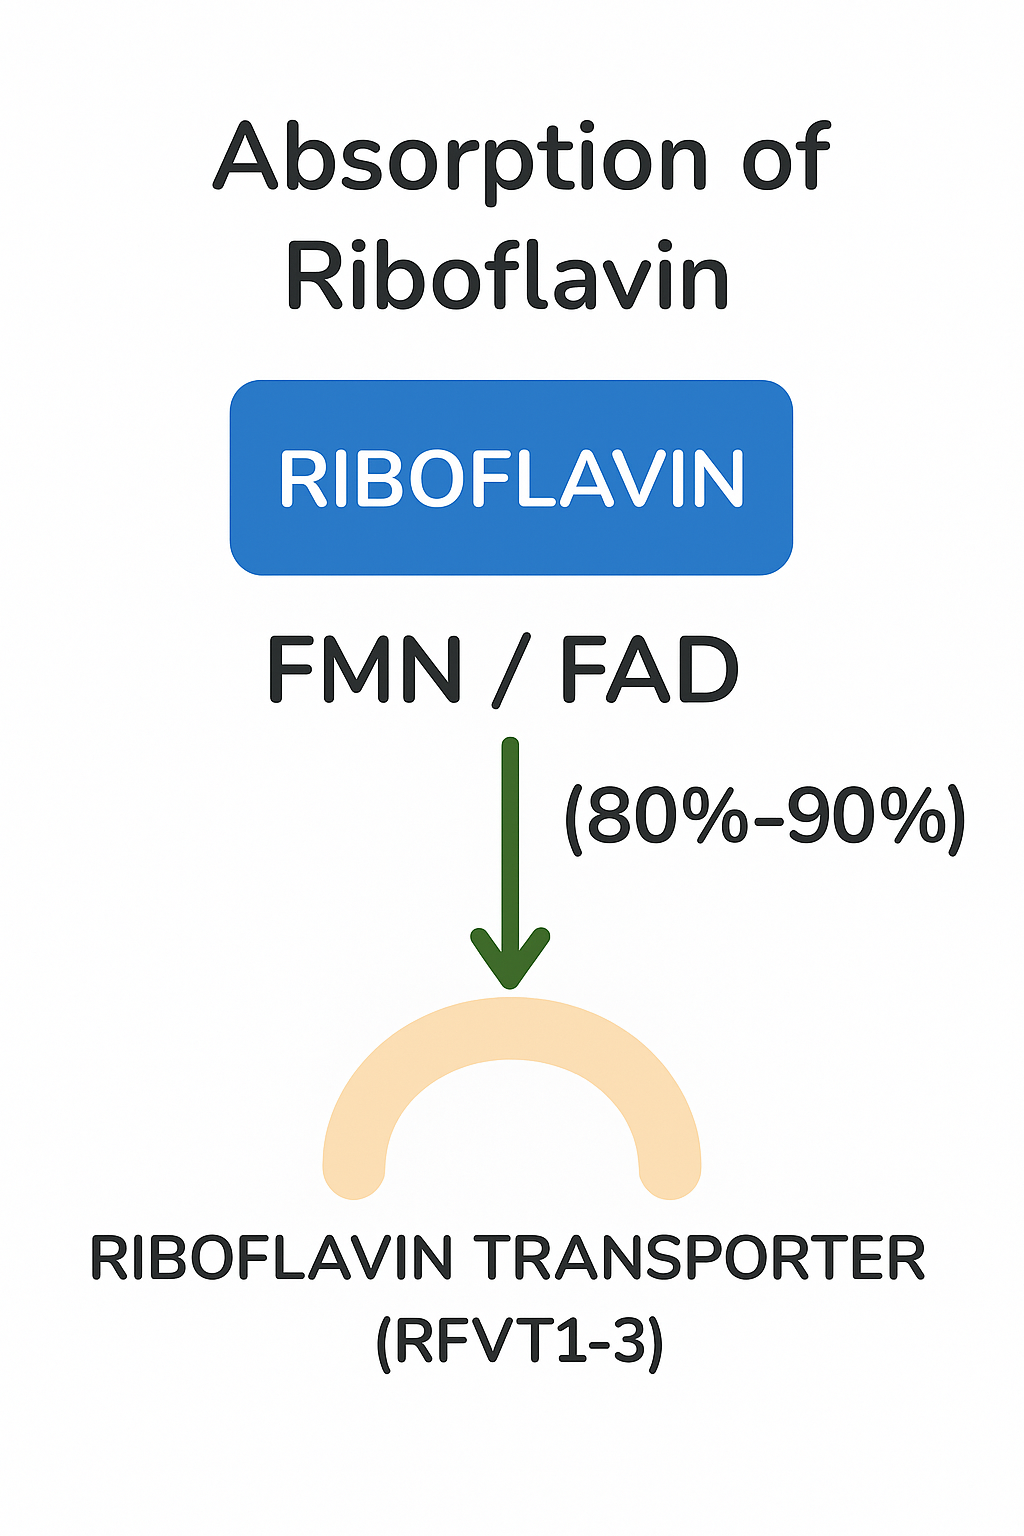 Absorption of
Riboflavin
RIBOFLAVIN
FMN / FAD
(80%-90%)
RIBOFLAVIN TRANSPORTER
(RFVT1-3)